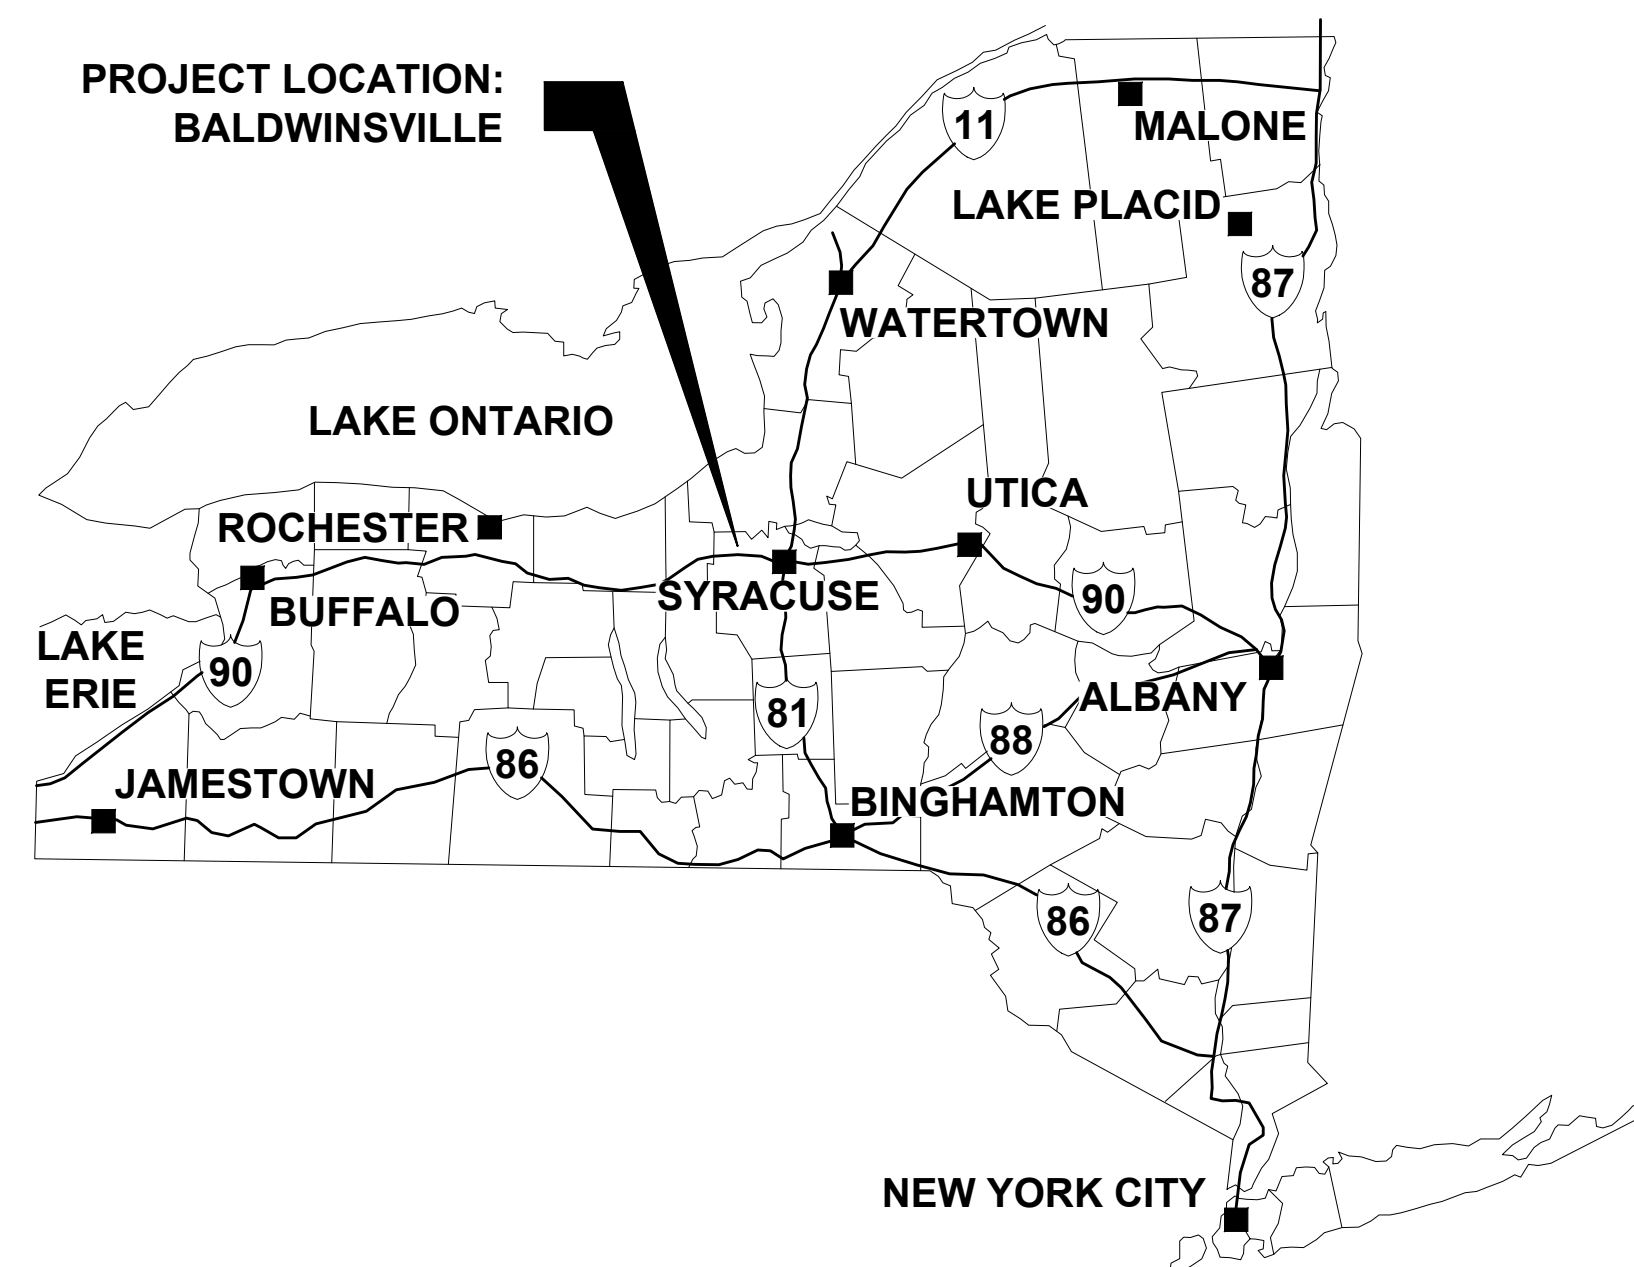 PROJECT LOCATION:
BALDWINSVILLE
11
MALONE
LAKE PLACID
87
WATERTOWN
LAKE ONTARIO
UTICA
ROCHESTER
SYRACUSE
90
BUFFALO
LAKE
ERIE
90
ALBANY
81
88
86
JAMESTOWN
BINGHAMTON
86
87
NEW YORK CITY